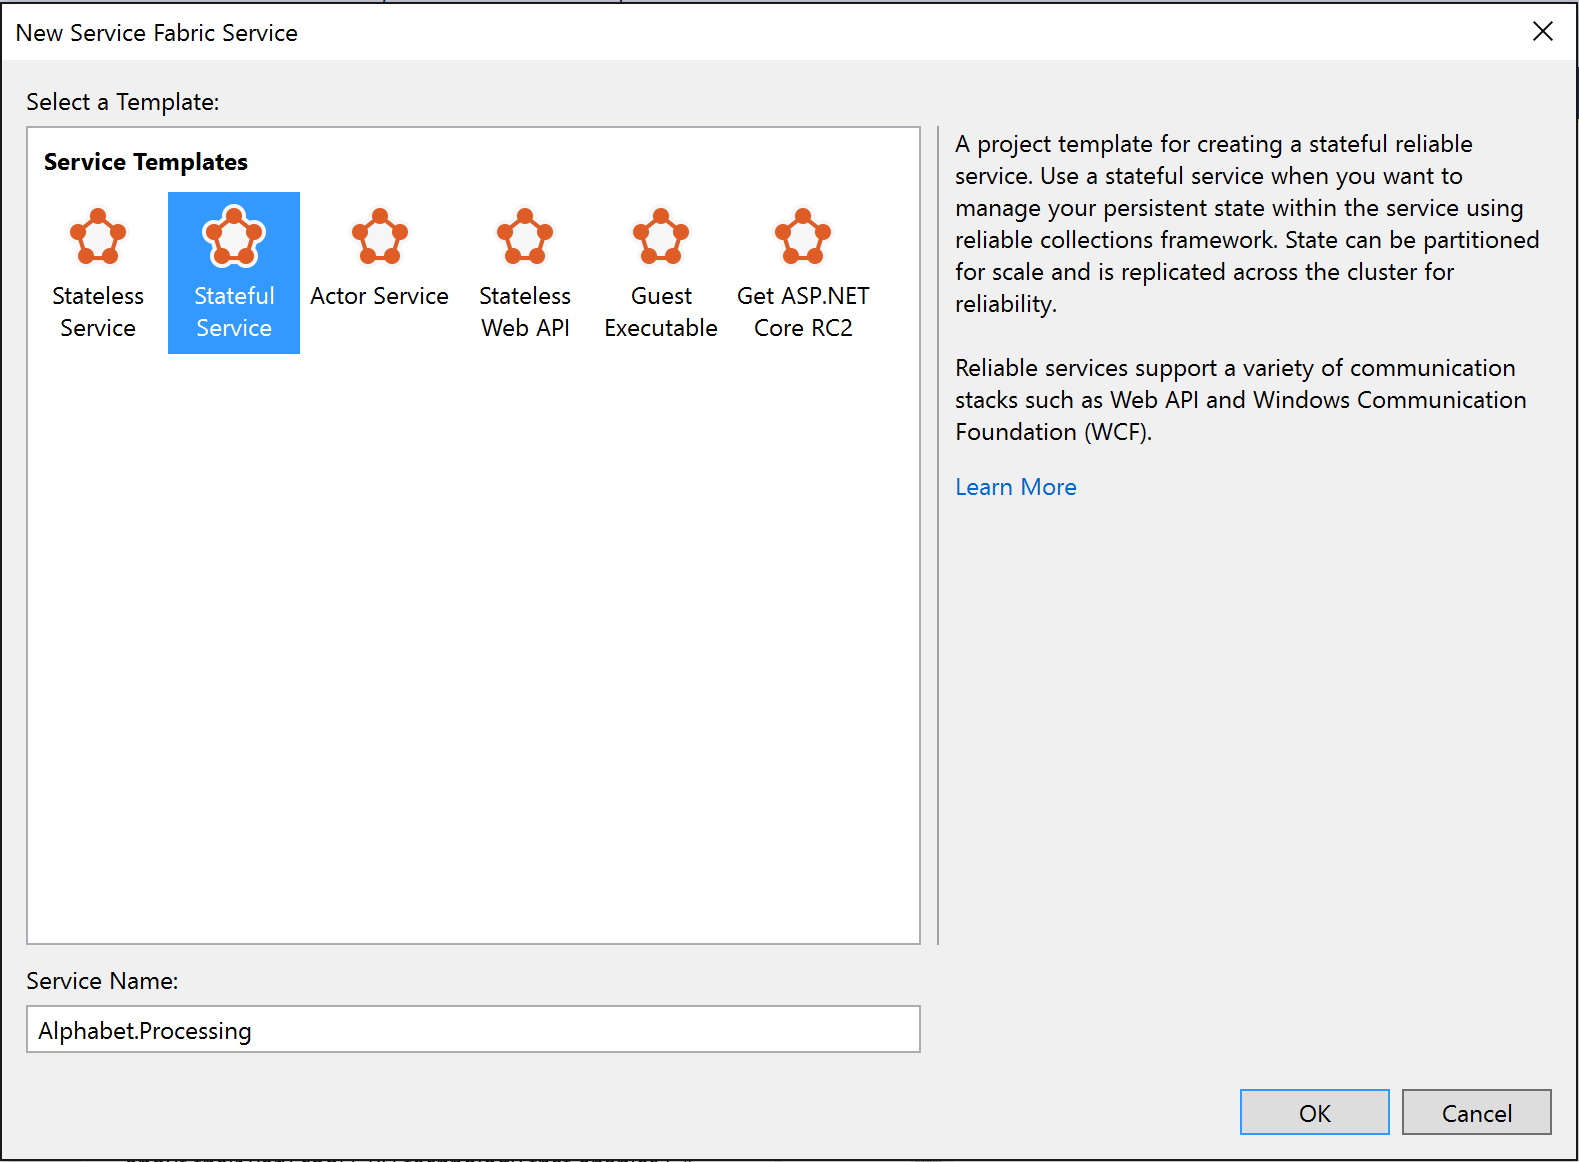 New Service Fabric Service
Select a Template:
Service Templates
Stateless
Service
Stateful
Service
Actor Service
Stateless
Web API
Guest
Executable
Get ASP.NET
Core RC2
A project template for creating a stateful reliable
service. Use a stateful service when you want to
manage your persistent state within the service using
reliable collections framework. State can be partitioned
for scale and is replicated across the cluster for
reliability.
Reliable services support a variety of communication
stacks such as Web API and Windows Communication
Foundation (WCF).
Learn More
Service Name:
Alphabet.Processing
OK
Cancel